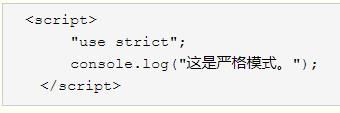 <script>
"use strict";
console.log("这是严格模式。");
</script>